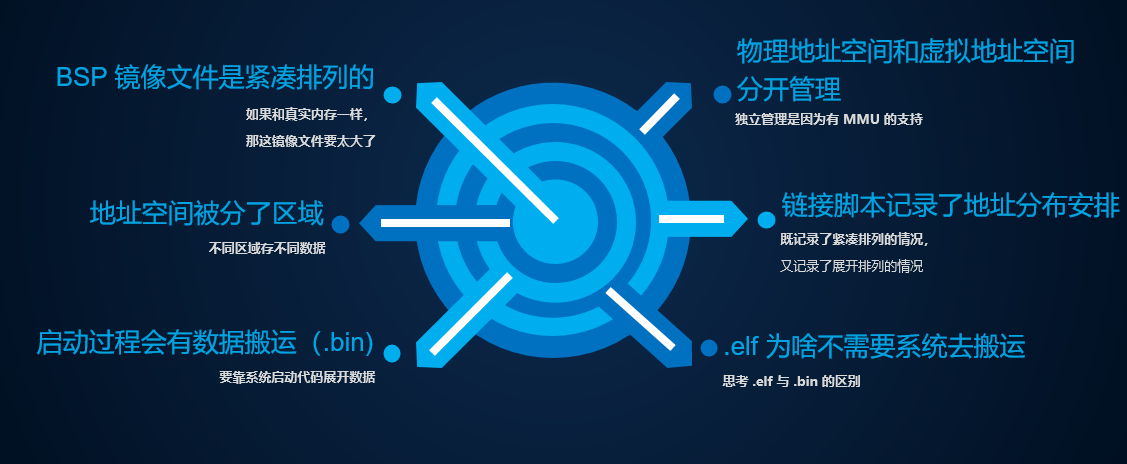 BSP 镜像文件是紧凑排列的
如果和真实内存一样，
那这镜像文件要太大了
地址空间被分了区域
不同区域存不同数据
启动过程会有数据搬运（.bin)
要靠系统启动代码展开数据
物理地址空间和虚拟地址空间
分开管理
独立管理是因为有 MMU 的支持
链接脚本记录了地址分布安排
既记录了紧凑排列的情况，
又记录了展开排列的情况
.elf 为啥不需要系统去搬运
思考 .elf 与 .bin 的区别